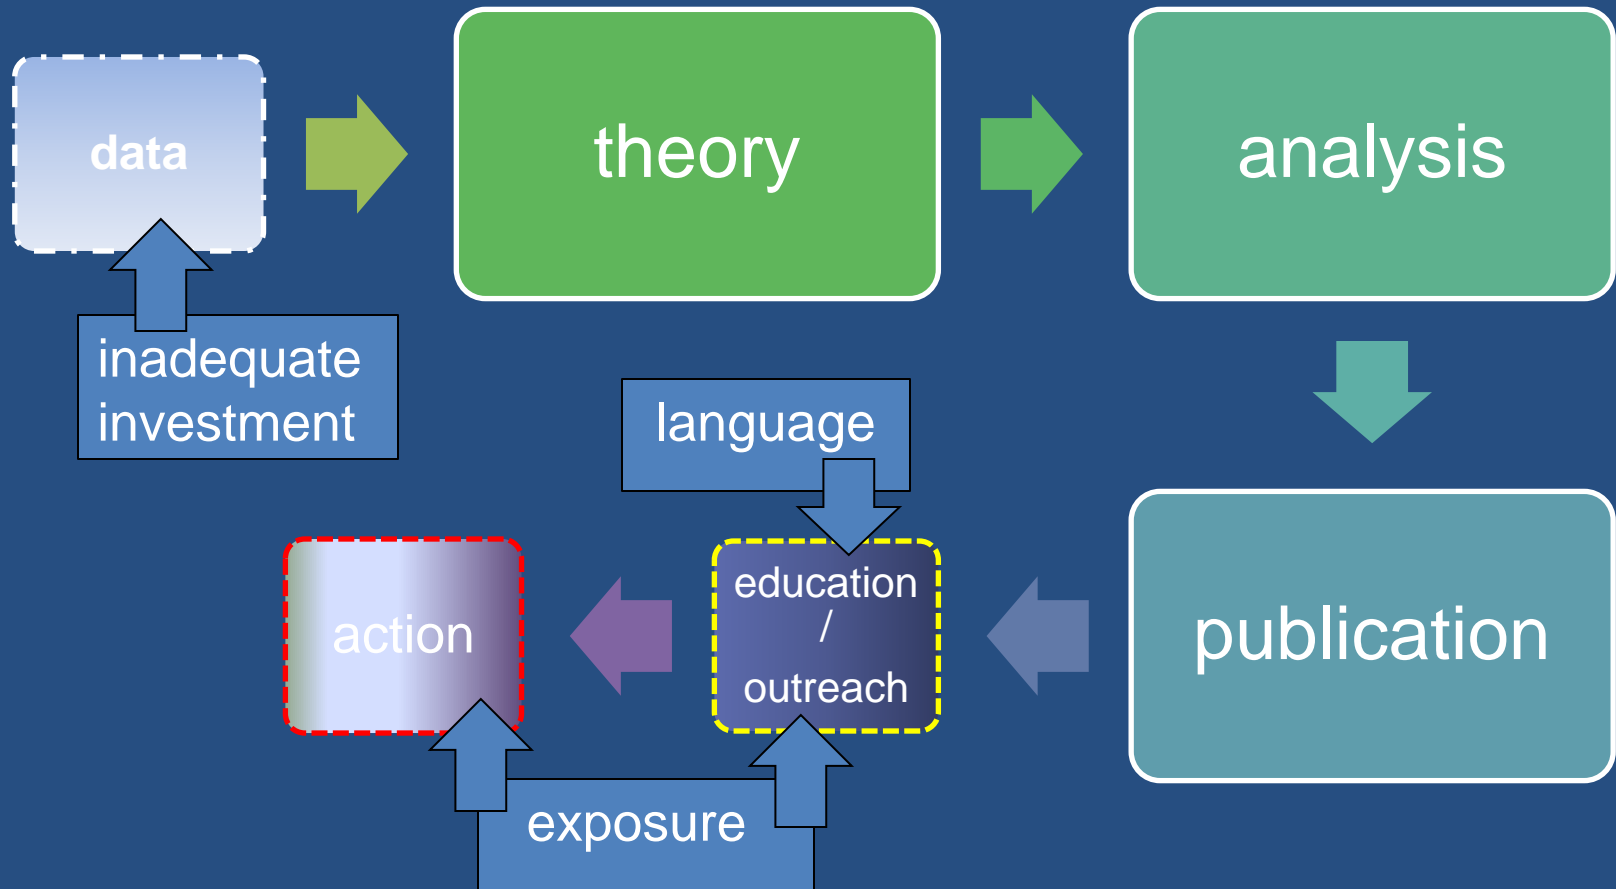 data
theory
analysis
inadequate
investment
language
education
/
outreach
action
publication
exposure